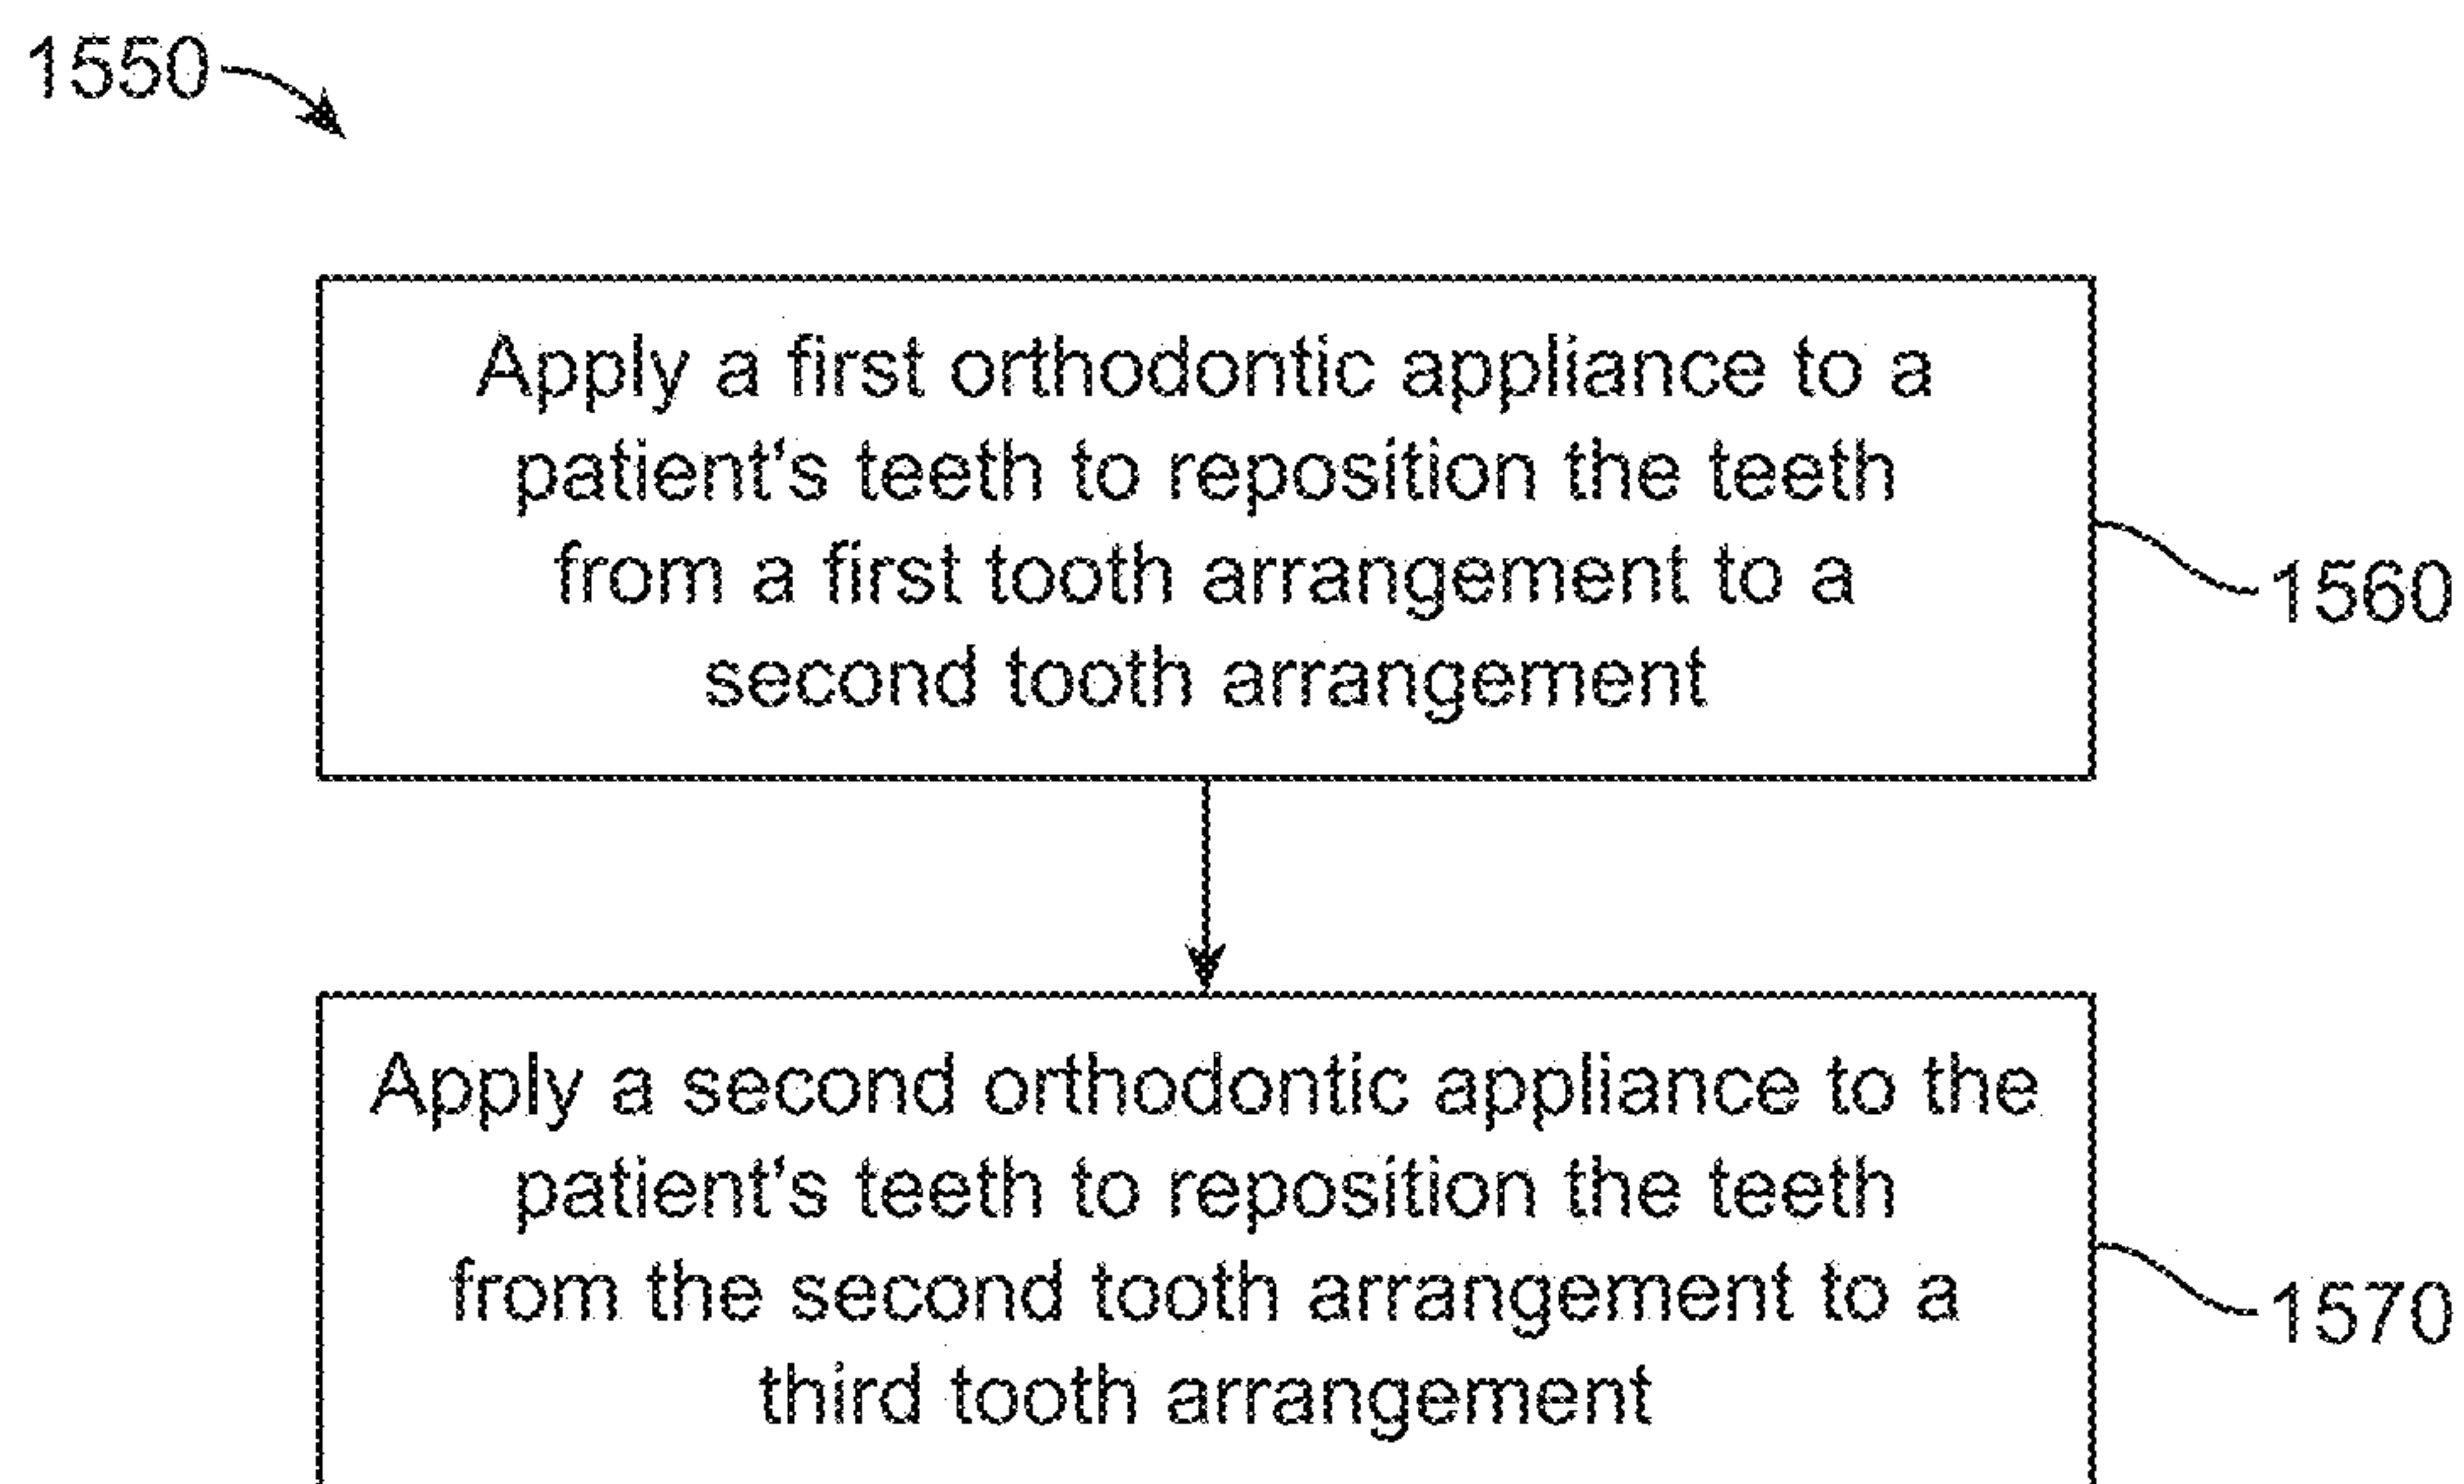 1550
Apply a first orthodontic appliance to a
patient's teeth to reposition the teeth
from a first tooth arrangement to a
second tooth arrangement
1560
Apply a second orthodontic appliance to the
patient's teeth to reposition the teeth
from the second tooth arrangement to a
third tooth arrangement
1570